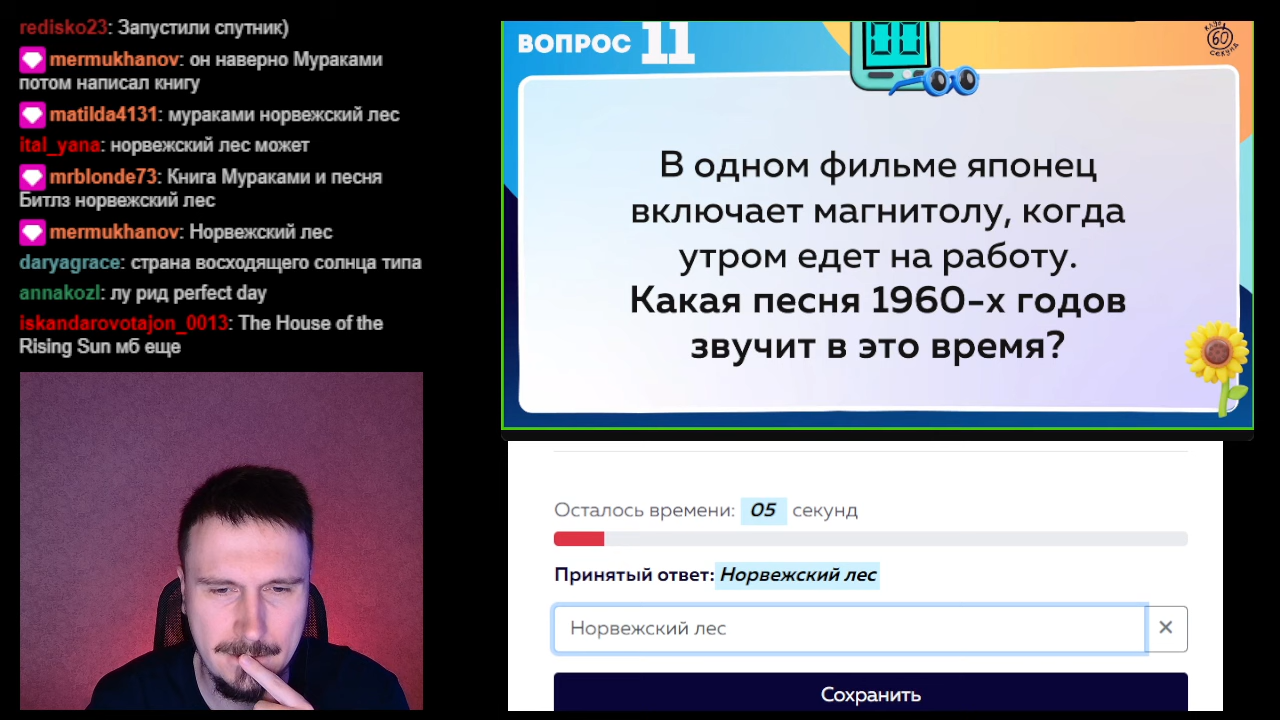 redisko23: Запустили спутник)
mermukhanov: он наверно Мураками
потом написал книгу
matilda4131: мураками норвежский лес
ital_yana: норвежский лес может
mrblonde73: Книга Мураками и песня
Битлз норвежский лес
mermukhanov: Норвежский лес
daryagrace: страна восходящего солнца типа
annakozl: лу рид perfect day
iskandarovotajon_0013: The House of the
Rising Sun мб еще
ВОПРОС 11
00
КЛУБ
60
СЕКУНД
В одном фильме японец
включает магнитолу, когда
утром едет на работу.
Какая песня 1960-х годов
звучит в это время?
Осталось времени: 05 секунд
Принятый ответ: Норвежский лес
Норвежский лес
Сохранить